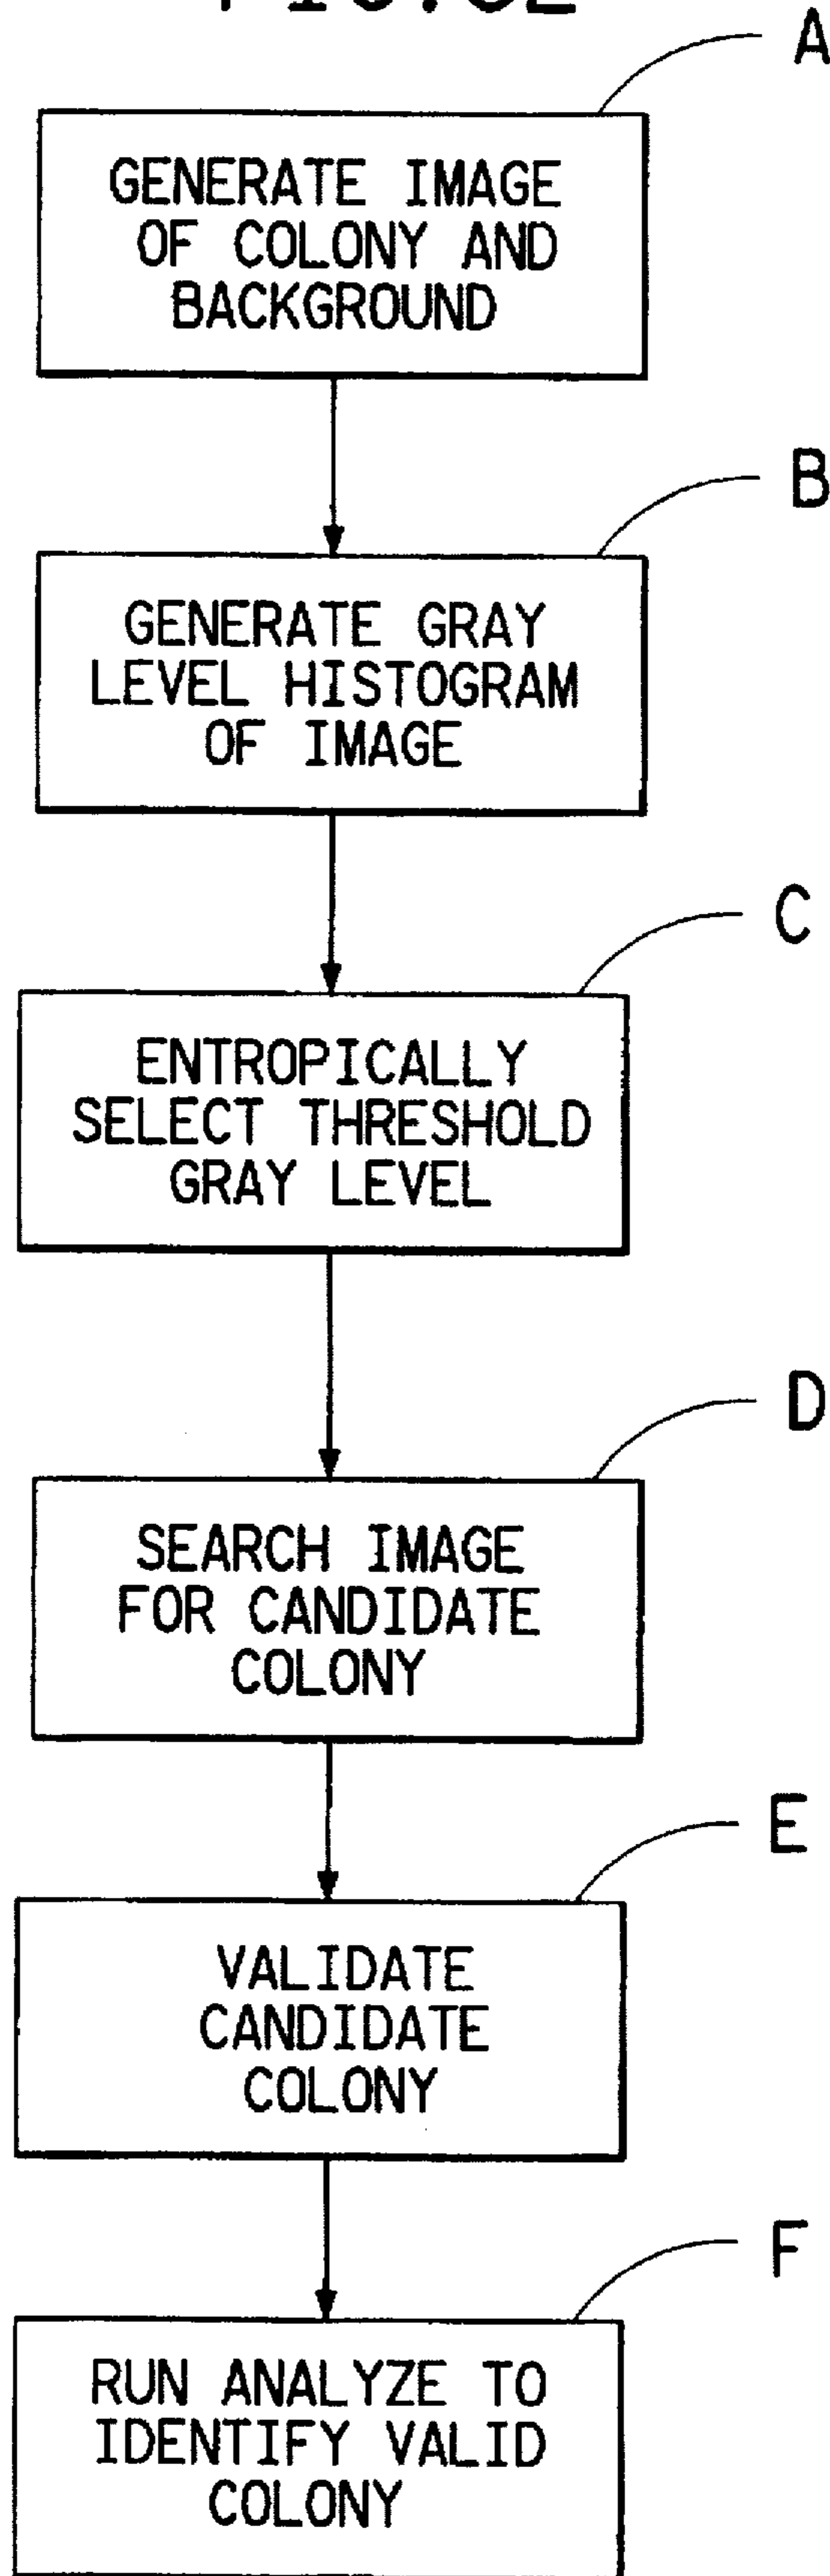 A
GENERATE IMAGE
OF COLONY AND
BACKGROUND
B
GENERATE GRAY
LEVEL HISTOGRAM
OF IMAGE
C
ENTROPICALLY
SELECT THRESHOLD
GRAY LEVEL
D
SEARCH IMAGE
FOR CANDIDATE
COLONY
E
VALIDATE
CANDIDATE
COLONY
F
RUN ANALYZE TO
IDENTIFY VALID
COLONY